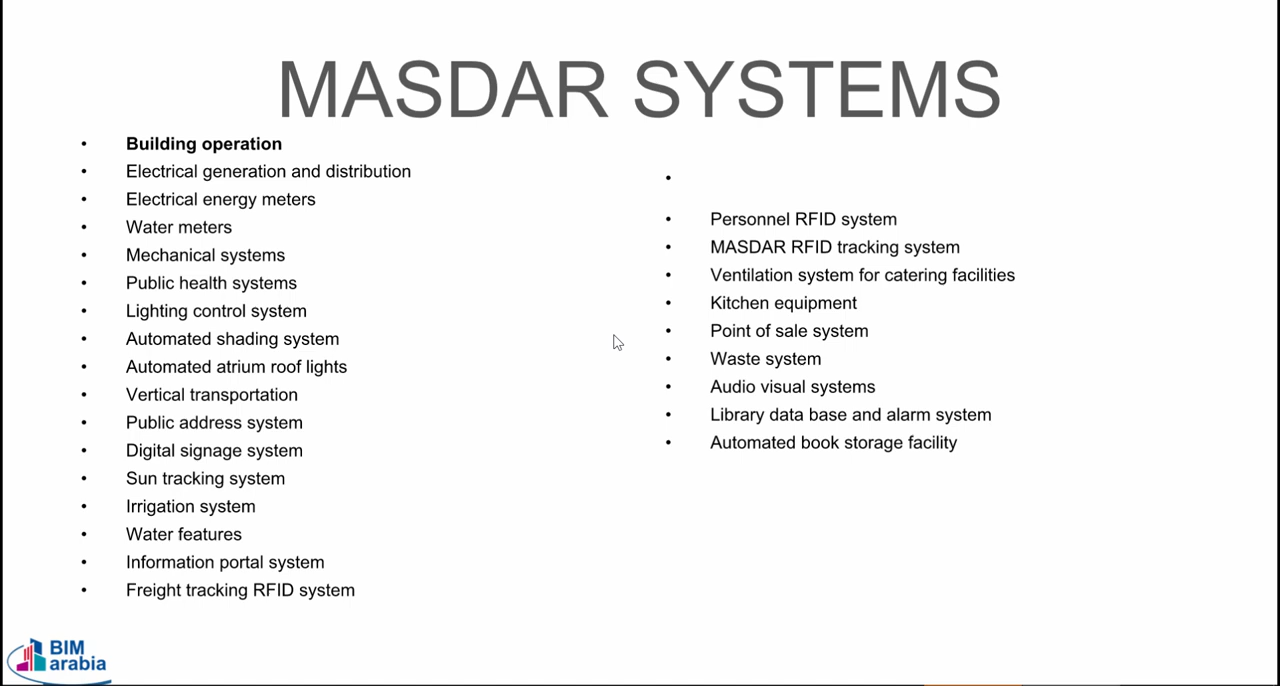 MASDAR SYSTEMS
• Building operation
• Electrical generation and distribution
• Electrical energy meters
• Water meters
• Mechanical systems
• Public health systems
• Lighting control system
• Automated shading system
• Automated atrium roof lights
• Vertical transportation
• Public address system
• Digital signage system
• Sun tracking system
• Irrigation system
• Water features
• Information portal system
• Freight tracking RFID system
•
• Personnel RFID system
• MASDAR RFID tracking system
• Ventilation system for catering facilities
• Kitchen equipment
• Point of sale system
• Waste system
• Audio visual systems
• Library data base and alarm system
• Automated book storage facility
BIM
arabia